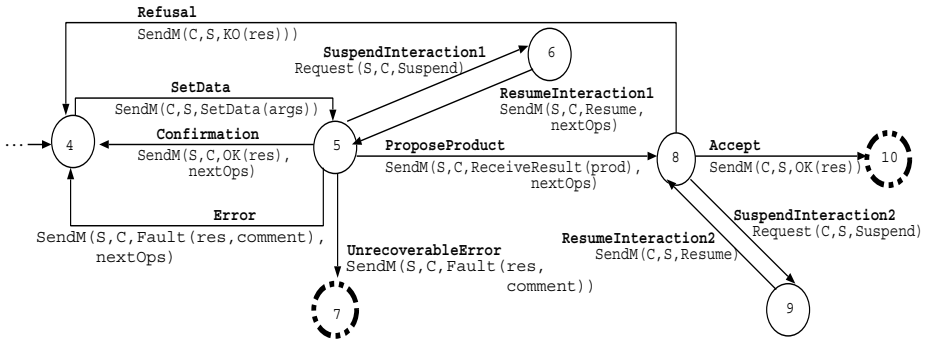 Refusal
SendM(C,S,KO(res)))
SuspendInteraction1
Request(S,C,Suspend)
6
SetData
SendM(C,S,SetData(args))
ResumeInteraction1
SendM(S,C,Resume,
nextOps)
...
4
Confirmation
SendM(S,C,OK(res),
nextOps)
5
ProposeProduct
SendM(S,C,ReceiveResult(prod),
nextOps)
8
Accept
SendM(C,S,OK(res))
10
Error
SendM(S,C,Fault(res,comment),
nextOps)
UnrecoverableError
SendM(S,C,Fault(res,
comment))
7
ResumeInteraction2
SendM(C,S,Resume)
SuspendInteraction2
Request(C,S,Suspend)
9